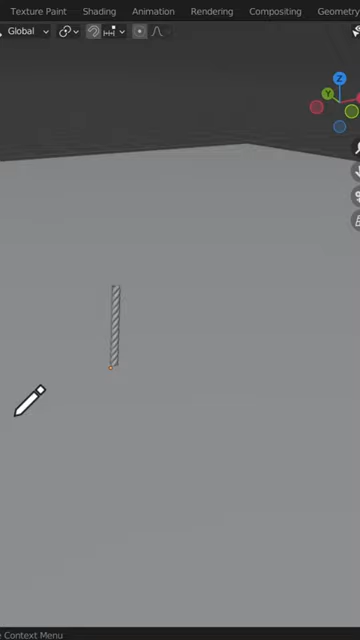 Texture Paint Shading Animation Rendering Compositing Geometry
Global
Z
Y
Context Menu